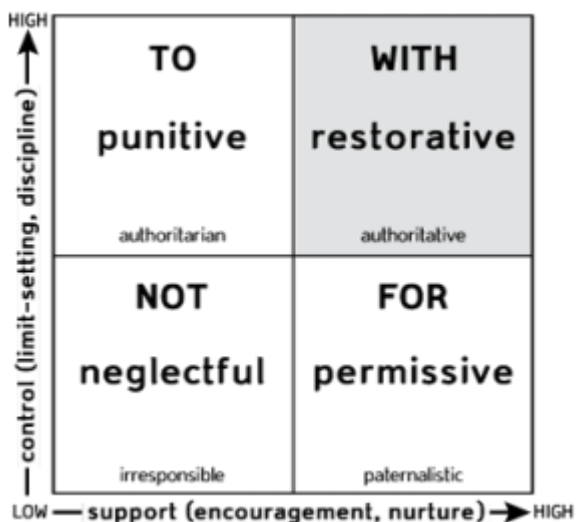 HIGH
TO
WITH
punitive
restorative
authoritarian
authoritative
control (limit-setting, discipline)
NOT
FOR
neglectful
permissive
irresponsible
paternalistic
LOW
support (encouragement, nurture)
HIGH